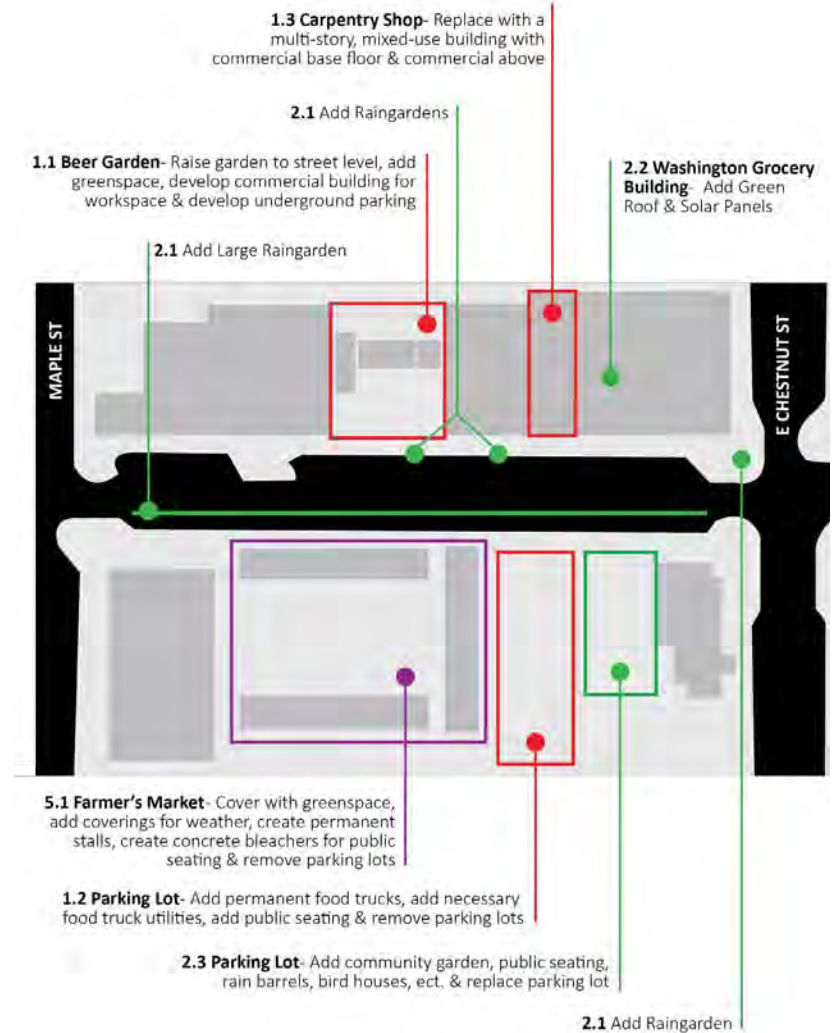 1.3 Carpentry Shop- Replace with a
multi-story, mixed-use building with
commercial base floor & commercial above
2.1 Add Raingardens
1.1 Beer Garden- Raise garden to street level, add
greenspace, develop commercial building for
workspace & develop underground parking
2.2 Washington Grocery
Building- Add Green
Roof & Solar Panels
2.1 Add Large Raingarden
MAPLE ST
E CHESTNUT ST
5.1 Farmer's Market- Cover with greenspace,
add coverings for weather, create permanent
stalls, create concrete bleachers for public
seating & remove parking lots
1.2 Parking Lot- Add permanent food trucks, add necessary
food truck utilities, add public seating & remove parking lots
2.3 Parking Lot- Add community garden, public seating,
rain barrels, bird houses, ect. & replace parking lot
2.1 Add Raingarden